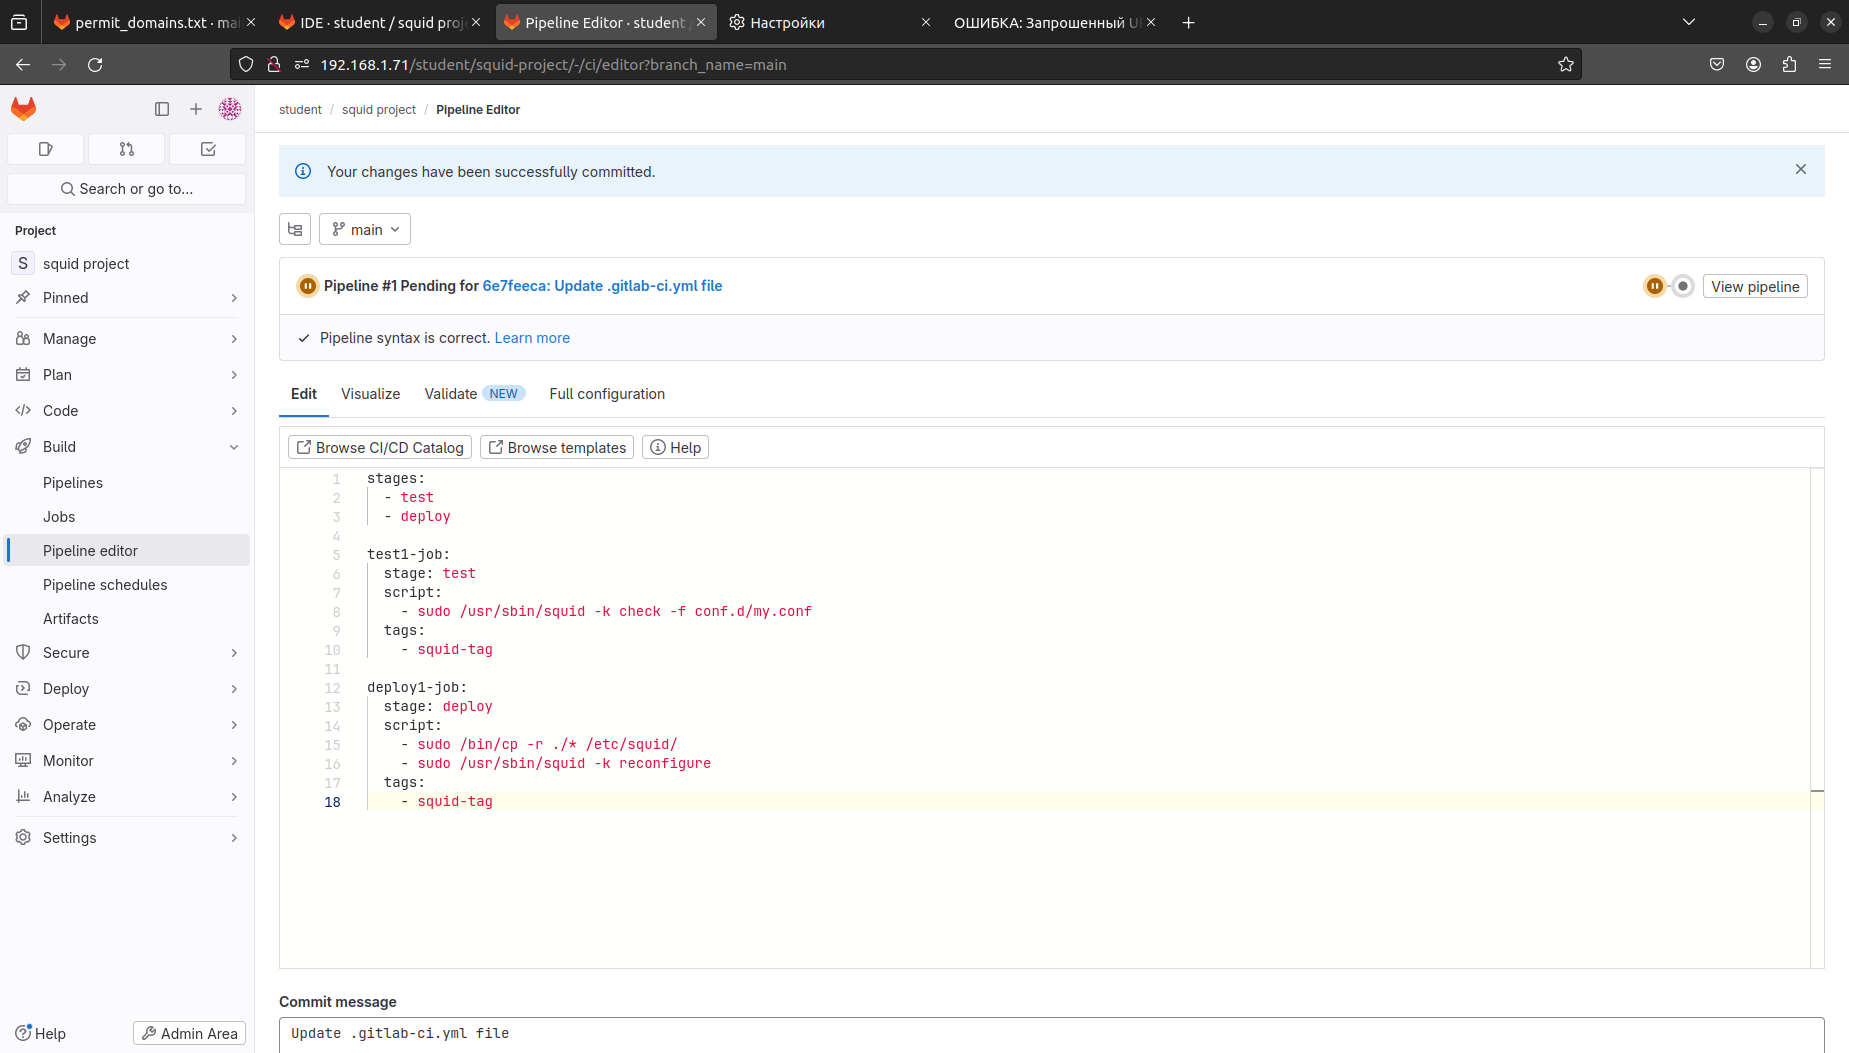 permit_domains.txt · mai
IDE · student / squid proj
Pipeline Editor · student /
Настройки
ОШИБКА: Запрошенный UR
192.168.1.71/student/squid-project/-/ci/editor?branch_name=main
student / squid project / Pipeline Editor
Search or go to...
Project
S squid project
Pinned
Manage
Plan
Code
Build
Pipelines
Jobs
Pipeline editor
Pipeline schedules
Artifacts
Secure
Deploy
Operate
Monitor
Analyze
Settings
Help
Admin Area
Your changes have been successfully committed.
main
Pipeline #1 Pending for 6e7feeca: Update .gitlab-ci.yml file
View pipeline
Pipeline syntax is correct. Learn more
Edit Visualize Validate NEW Full configuration
Browse CI/CD Catalog Browse templates Help
1 stages:
2 - test
3 - deploy
4
5 test1-job:
6 stage: test
7 script:
8 - sudo /usr/sbin/squid -k check -f conf.d/my.conf
9 tags:
10 - squid-tag
11
12 deploy1-job:
13 stage: deploy
14 script:
15 - sudo /bin/cp -r ./* /etc/squid/
16 - sudo /usr/sbin/squid -k reconfigure
17 tags:
18 - squid-tag
Commit message
Update .gitlab-ci.yml file